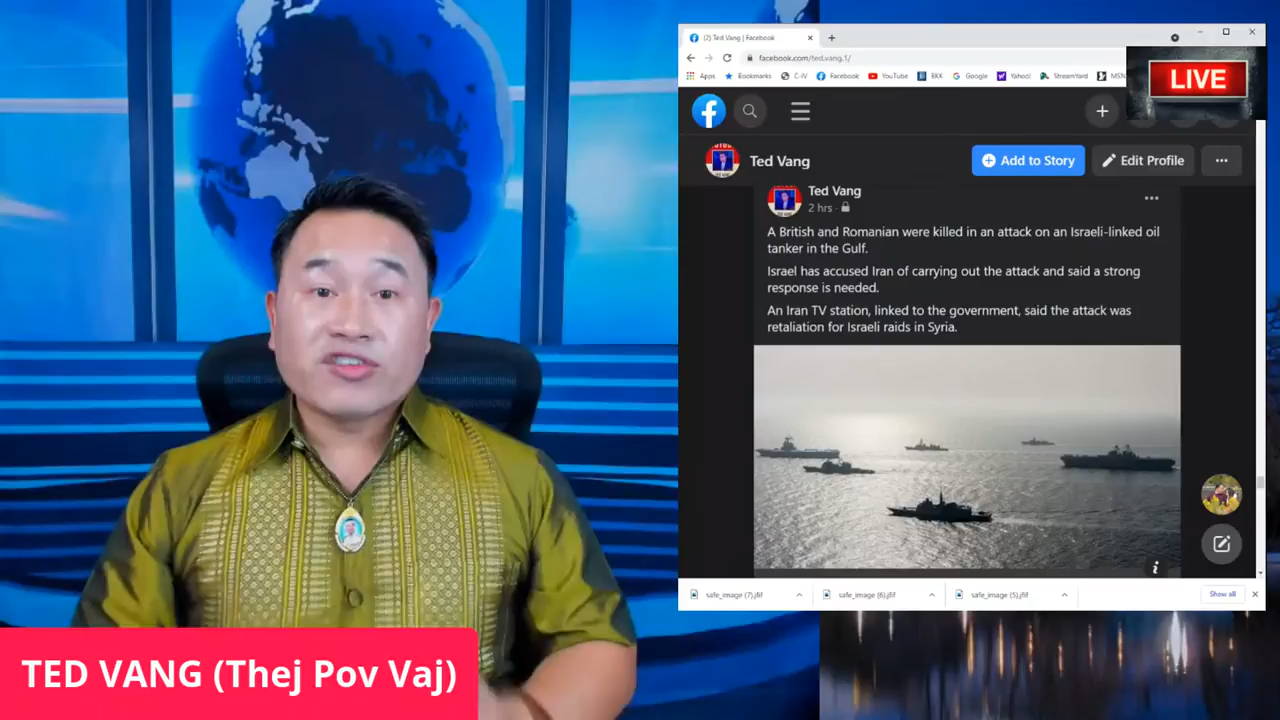 (2) Ted Vang | Facebook
facebook.com/ted.vang.1/
Apps Bookmarks C-IV Facebook YouTube BKK Google Yahoo! StreamYard MSN
LIVE
Ted Vang
Add to Story
Edit Profile
Ted Vang
2 hrs ·
A British and Romanian were killed in an attack on an Israeli-linked oil
tanker in the Gulf.
Israel has accused Iran of carrying out the attack and said a strong
response is needed.
An Iran TV station, linked to the government, said the attack was
retaliation for Israeli raids in Syria.
safe_image (7).jfif safe_image (6).jfif safe_image (5).jfif Show all
TED VANG (Thej Pov Vaj)